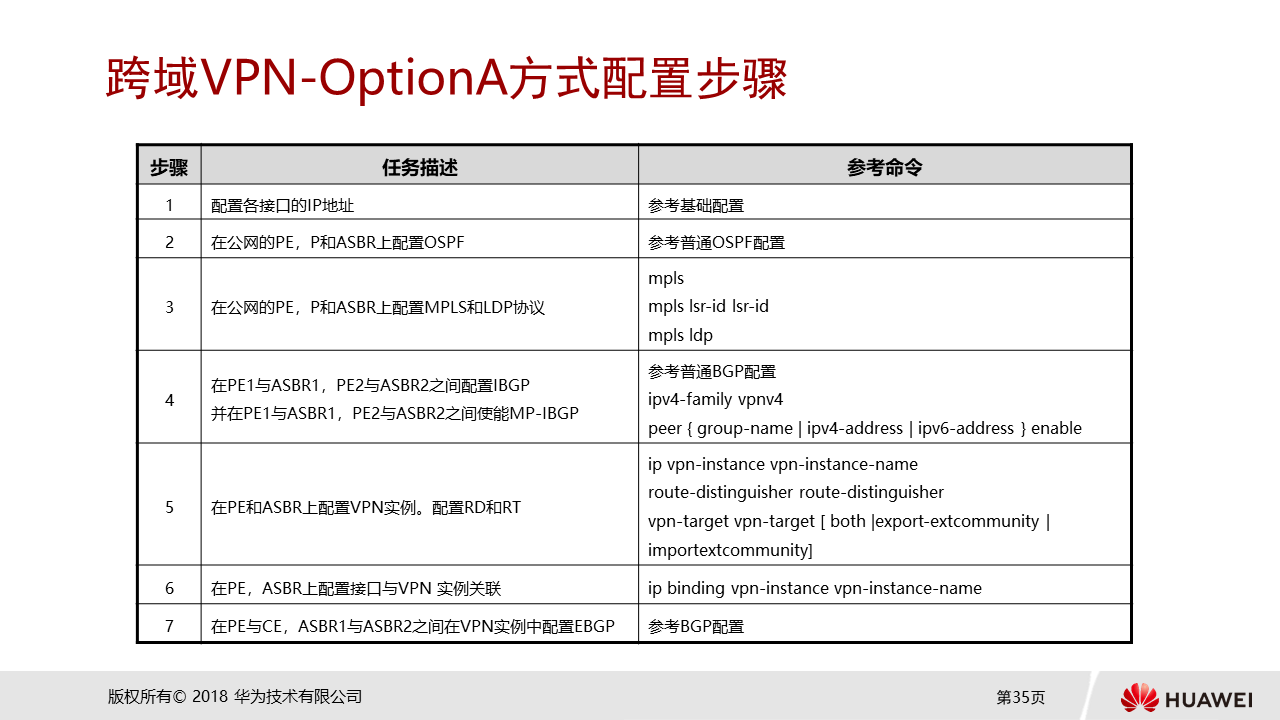 跨域VPN-OptionA方式配置步骤
步骤 任务描述 参考命令
1 配置各接口的IP地址 参考基础配置
2 在公网的PE，P和ASBR上配置OSPF 参考普通OSPF配置
3 在公网的PE，P和ASBR上配置MPLS和LDP协议
mpls
mpls lsr-id lsr-id
mpls ldp
4
在PE1与ASBR1，PE2与ASBR2之间配置IBGP
并在PE1与ASBR1，PE2与ASBR2之间使能MP-IBGP
参考普通BGP配置
ipv4-family vpnv4
peer { group-name | ipv4-address | ipv6-address } enable
5 在PE和ASBR上配置VPN实例。配置RD和RT
ip vpn-instance vpn-instance-name
route-distinguisher route-distinguisher
vpn-target vpn-target [ both |export-extcommunity |
importextcommunity]
6 在PE，ASBR上配置接口与VPN 实例关联 ip binding vpn-instance vpn-instance-name
7 在PE与CE，ASBR1与ASBR2之间在VPN实例中配置EBGP 参考BGP配置
版权所有© 2018 华为技术有限公司 第35页 HUAWEI